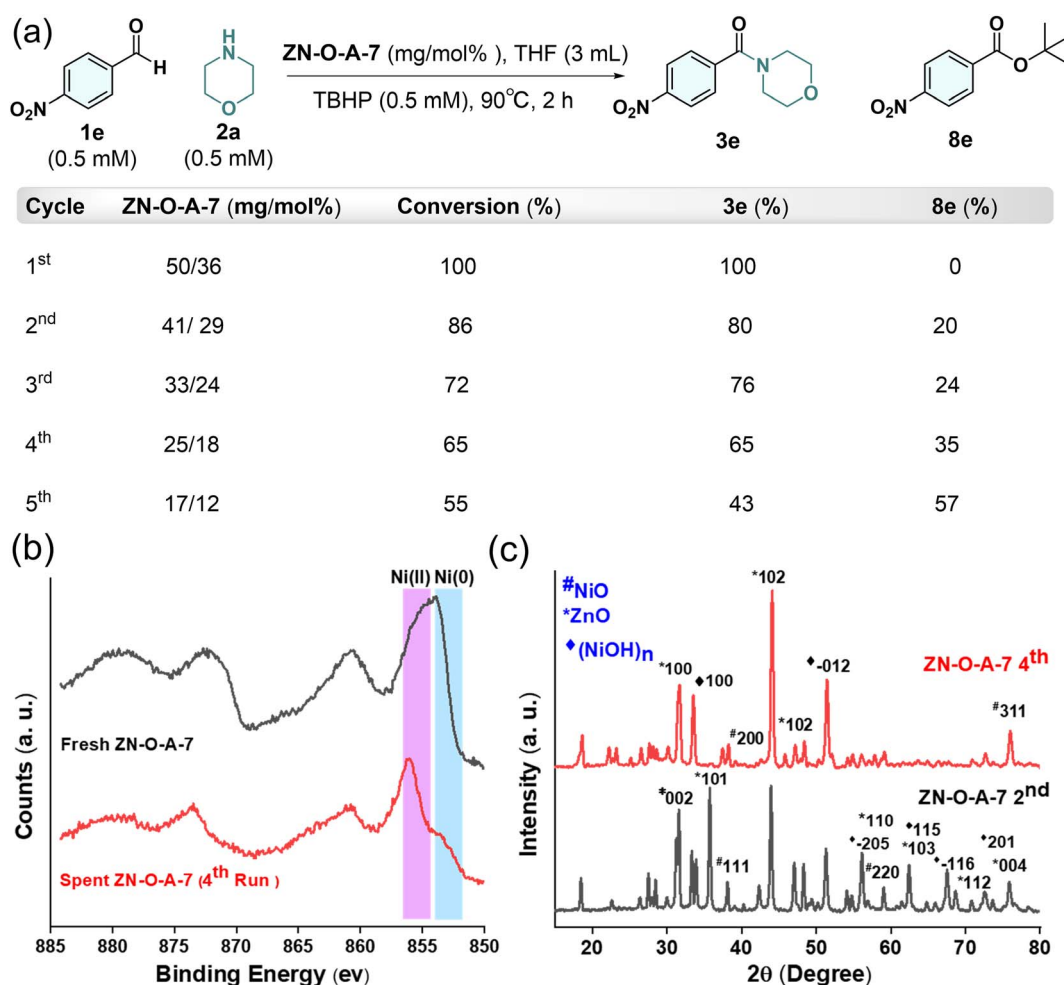 (a)
O
H
O₂N
1e
(0.5 mM)
H
N
O
2a
(0.5 mM)
ZN-O-A-7 (mg/mol% ), THF (3 mL)
TBHP (0.5 mM), 90°C, 2 h
O
N
O
O₂N
3e
O
O
O₂N
8e
Cycle ZN-O-A-7 (mg/mol%) Conversion (%) 3e (%) 8e (%)
1st 50/36 100 100 0
2nd 41/ 29 86 80 20
3rd 33/24 72 76 24
4th 25/18 65 65 35
5th 17/12 55 43 57
(b)
Ni(II) Ni(0)
Fresh ZN-O-A-7
Spent ZN-O-A-7 (4th Run)
Counts (a. u.)
885 880 875 870 865 860 855 850
Binding Energy (ev)
(c)
#NiO
*ZnO
♦(NiOH)n
*102
ZN-O-A-7 4th
♦-012
*100
♦100
#200
*102
#311
ZN-O-A-7 2nd
*002
*101
#111
*110
♦-205
#220
♦115
*103
♦-116
*112
♦201
*004
Intensity (a. u.)
20 30 40 50 60 70 80
2θ (Degree)